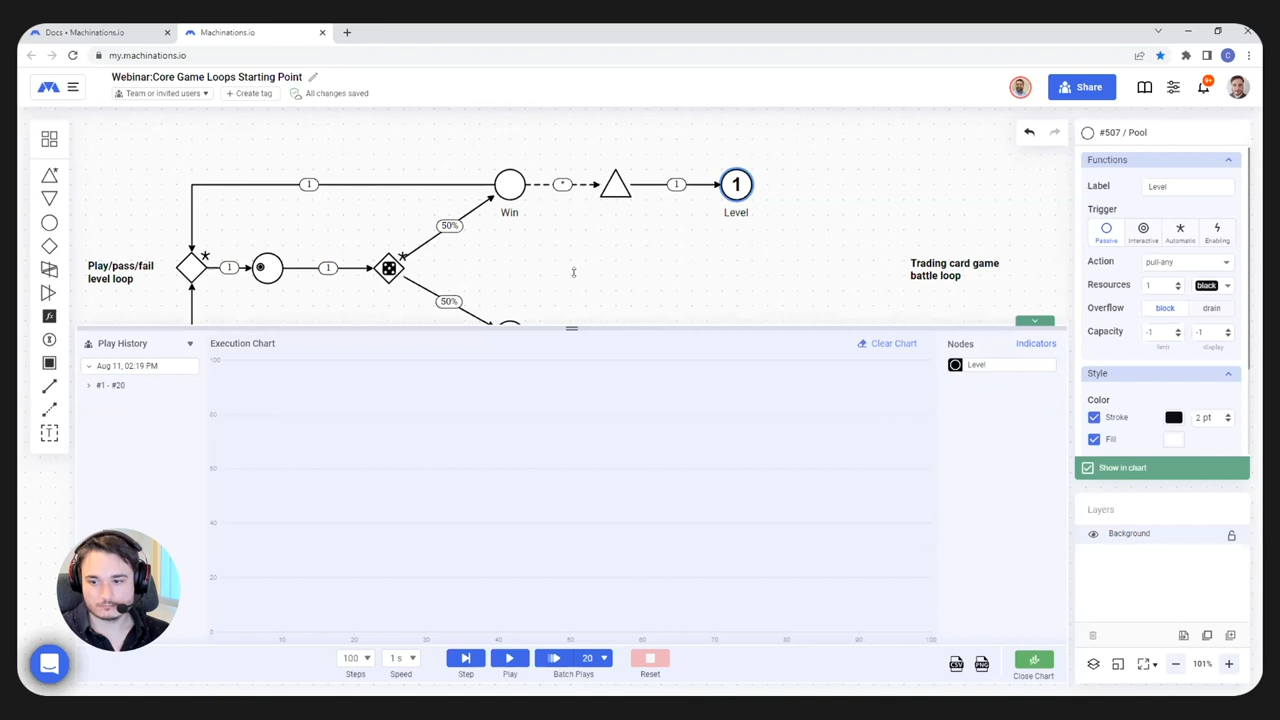 Docs • Machinations.io
Machinations.io
my.machinations.io
C
Webinar:Core Game Loops Starting Point
Team or invited users
+ Create tag
All changes saved
Share
9+
#507 / Pool
Functions
Label
Level
Trigger
Passive
Interactive
Automatic
Enabling
Action
pull-any
Resources
1
black
Overflow
block
drain
Capacity
-1
-1
limit
display
Style
Color
Stroke
2 pt
Fill
Show in chart
Layers
Background
101%
1
*
1
1
Win
Level
50%
*
*
1
1
50%
Play/pass/fail
level loop
Trading card game
battle loop
fx
T
Play History
Aug 11, 02:19 PM
#1 - #20
Execution Chart
Clear Chart
Nodes
Indicators
Level
100
80
60
40
20
0
10
20
30
40
50
60
70
80
90
100
100
Steps
1 s
Speed
Step
Play
20
Batch Plays
Reset
CSV
PNG
Close Chart